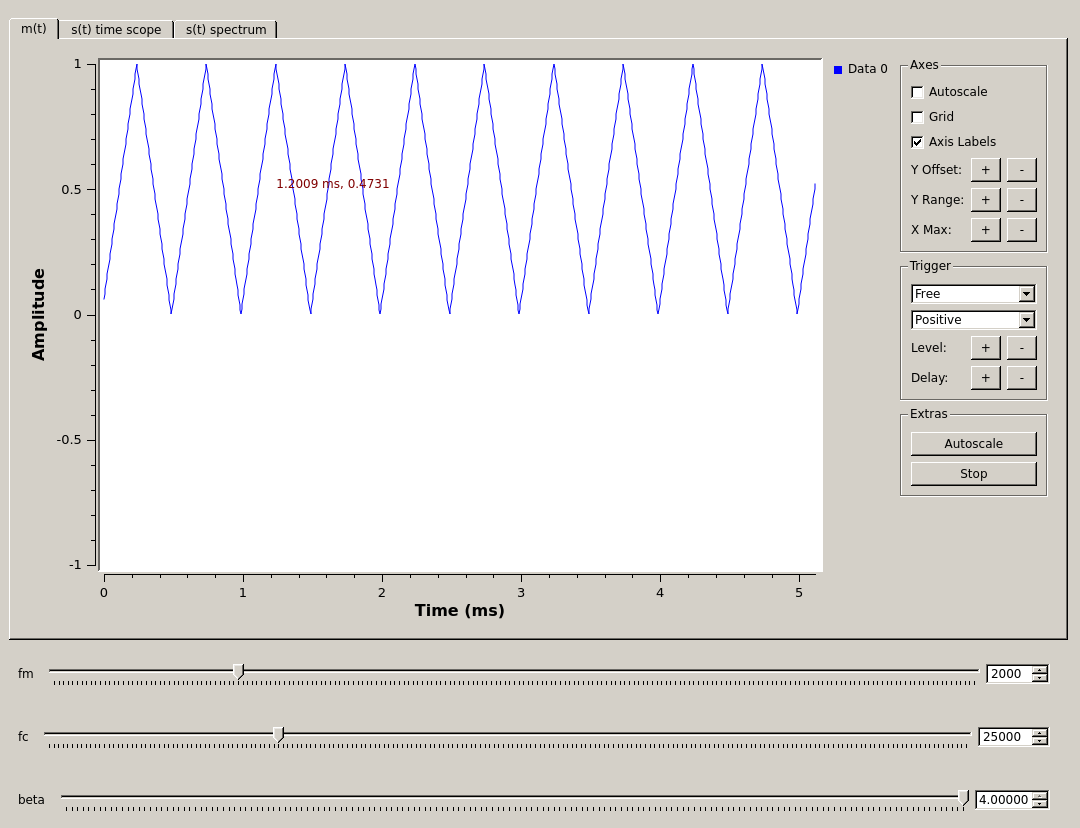 m(t) s(t) time scope s(t) spectrum
1
0.5
0
-0.5
-1
Amplitude
1.2009 ms, 0.4731
0 1 2 3 4 5
Time (ms)
Data 0
Axes
Autoscale
Grid
Axis Labels
Y Offset: + -
Y Range: + -
X Max: + -
Trigger
Free
Positive
Level: + -
Delay: + -
Extras
Autoscale
Stop
fm 2000
fc 25000
beta 4.00000